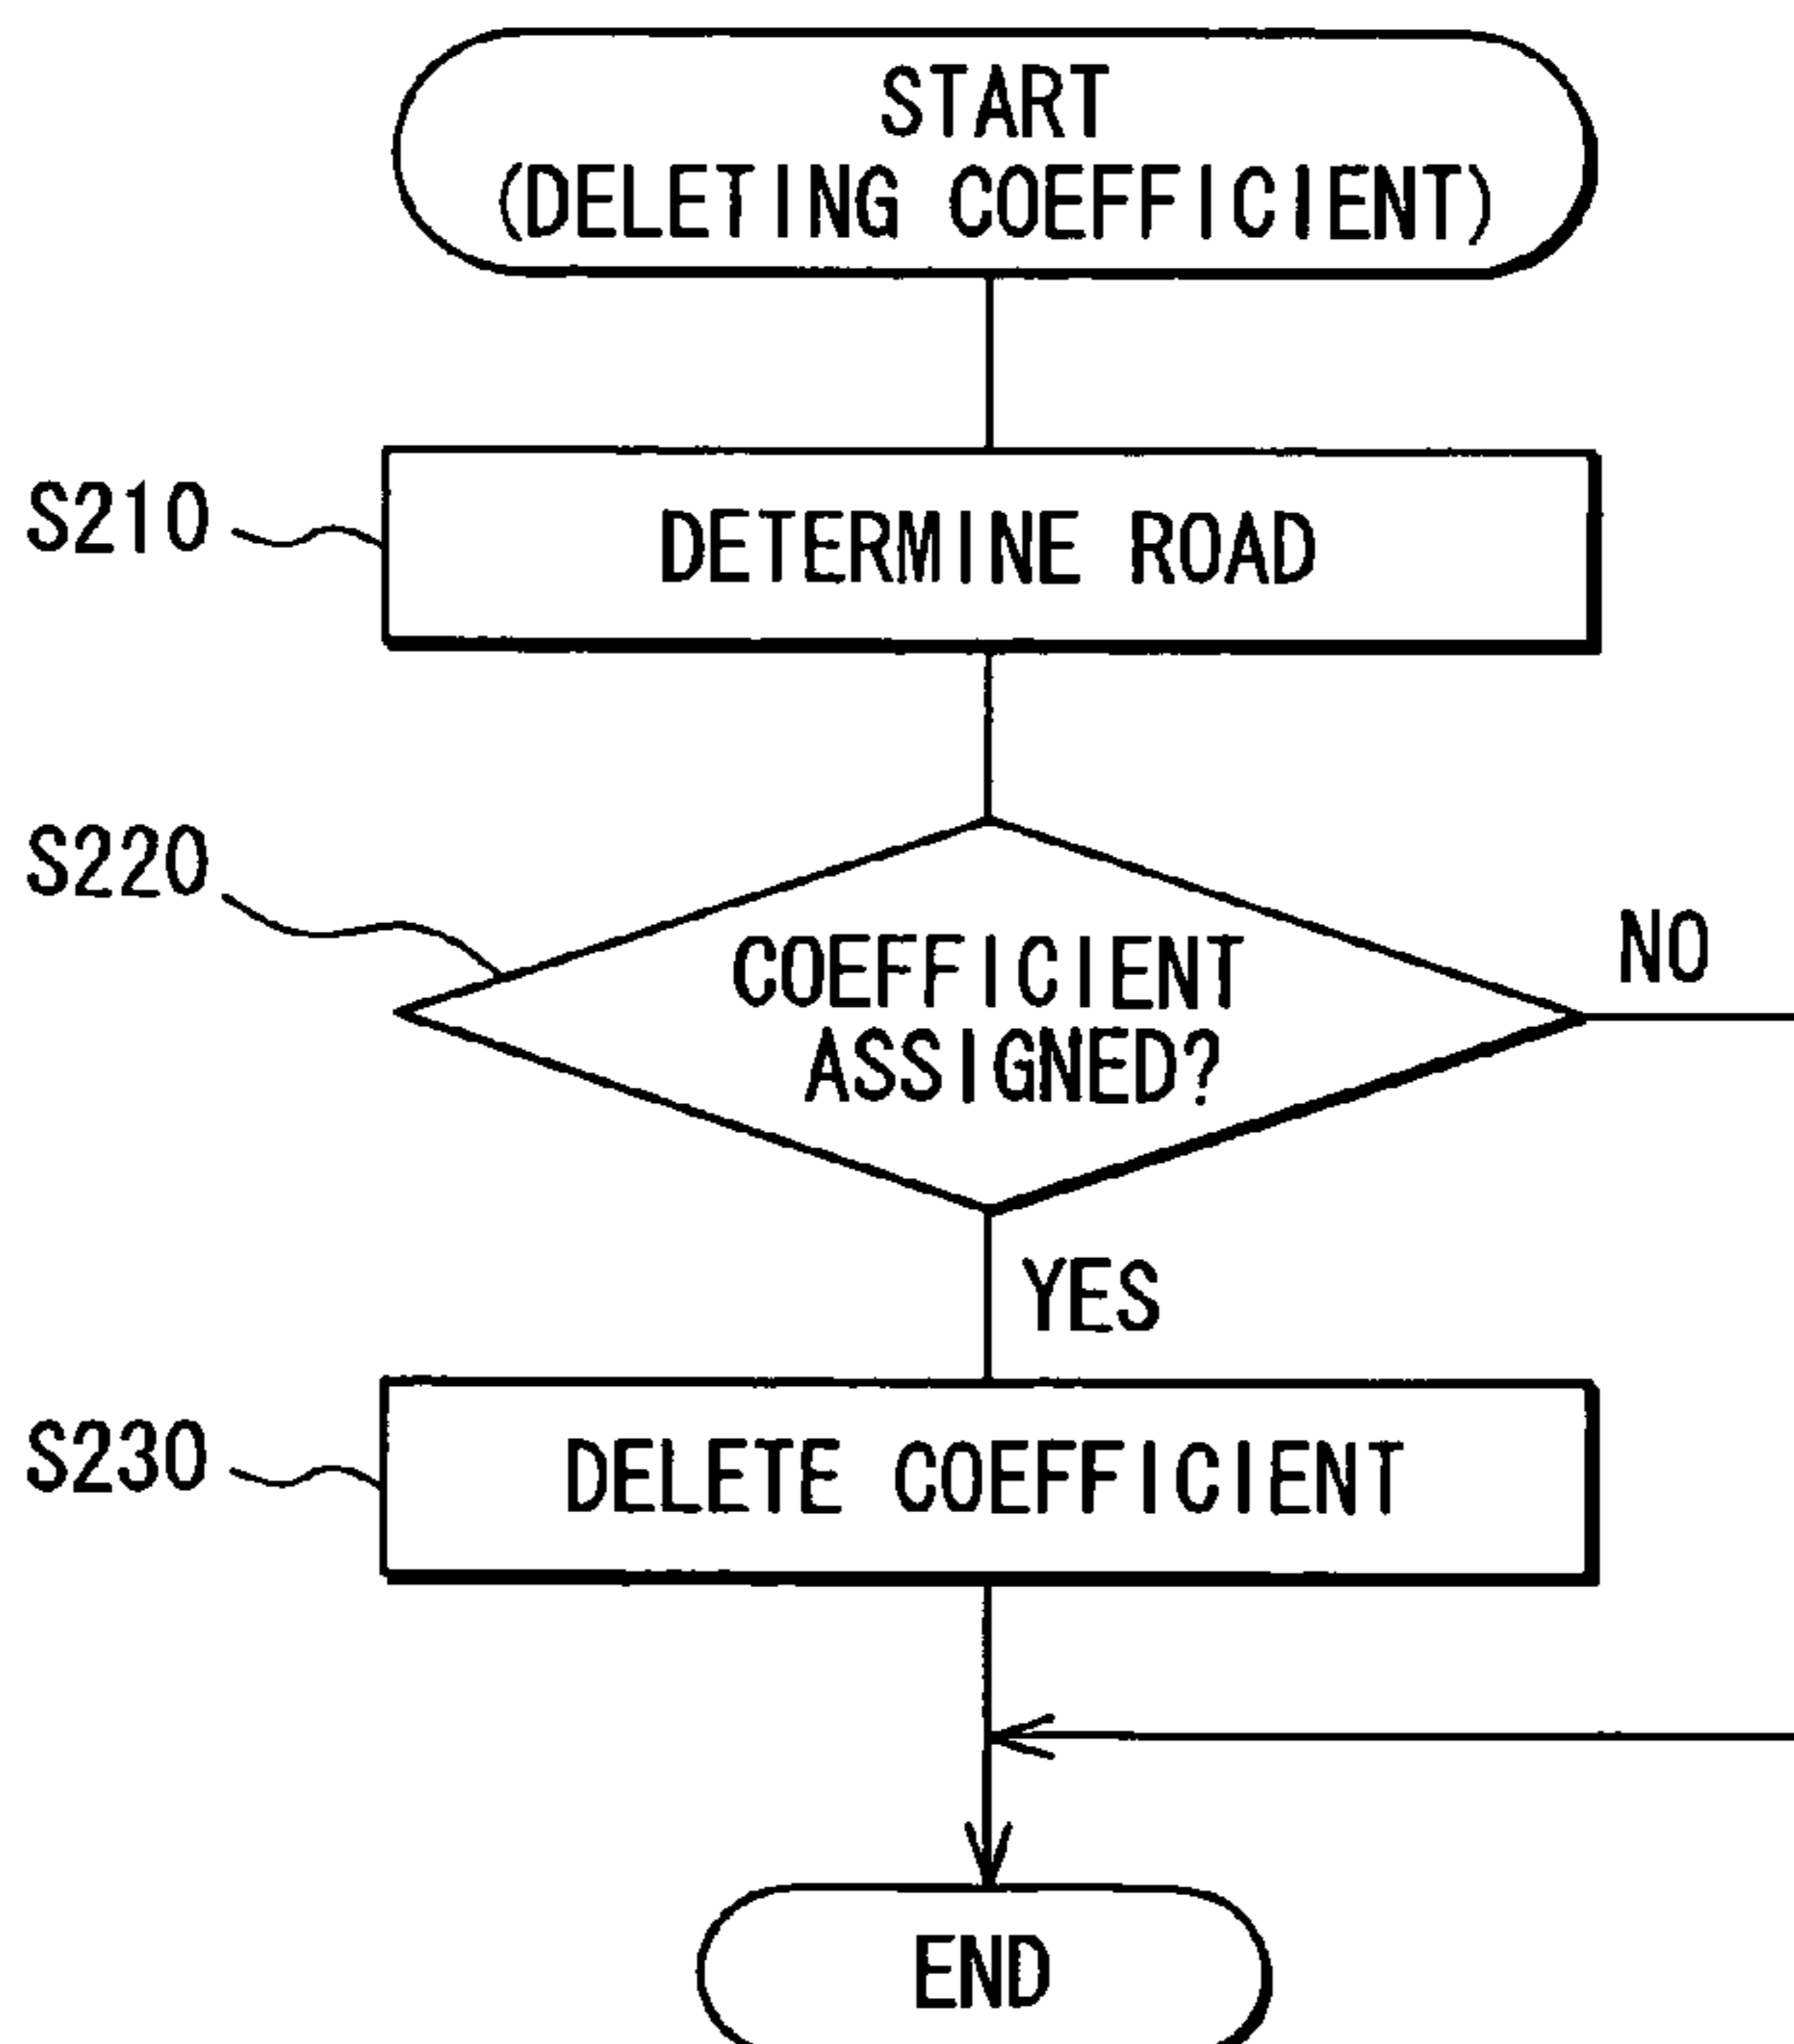 START
(DELETING COEFFICIENT)
S210
DETERMINE ROAD
S220
COEFFICIENT
ASSIGNED?
NO
YES
S230
DELETE COEFFICIENT
END